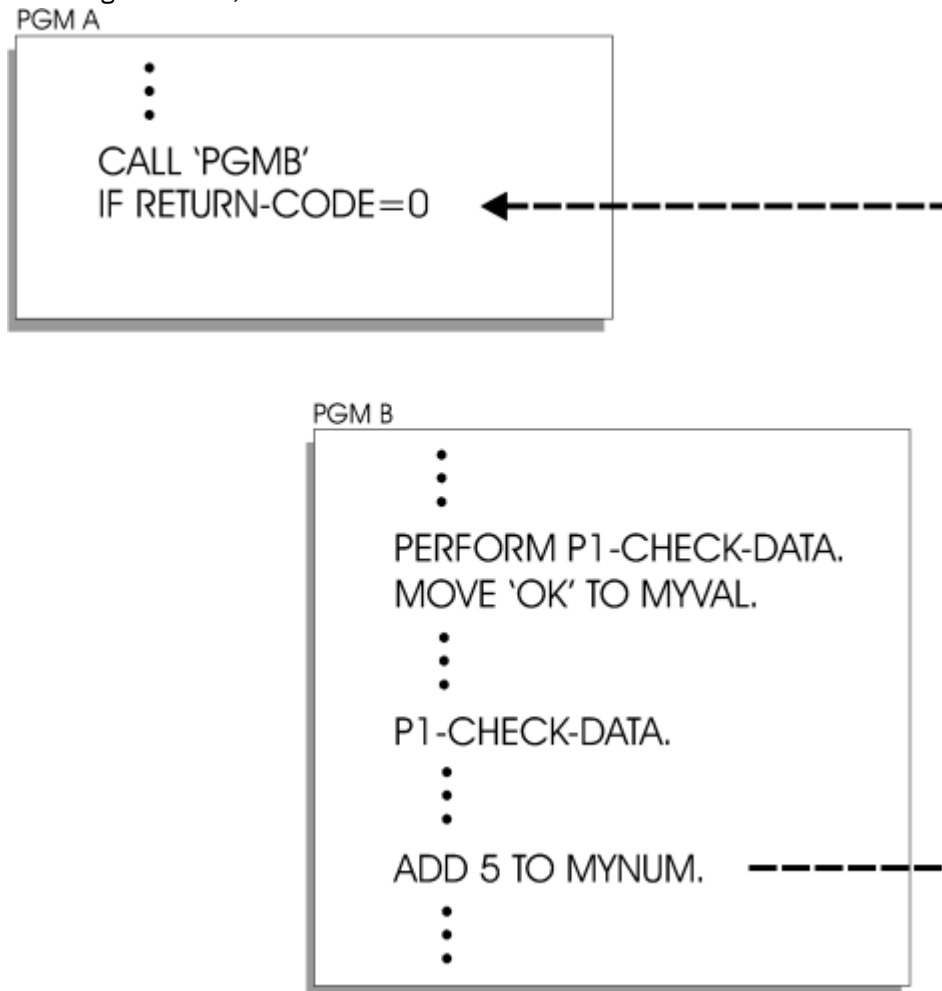 PGM A
CALL ‘PGMB’
IF RETURN-CODE=0
PGM B
PERFORM P1-CHECK-DATA.
MOVE ‘OK’ TO MYVAL.
P1-CHECK-DATA.
ADD 5 TO MYNUM.